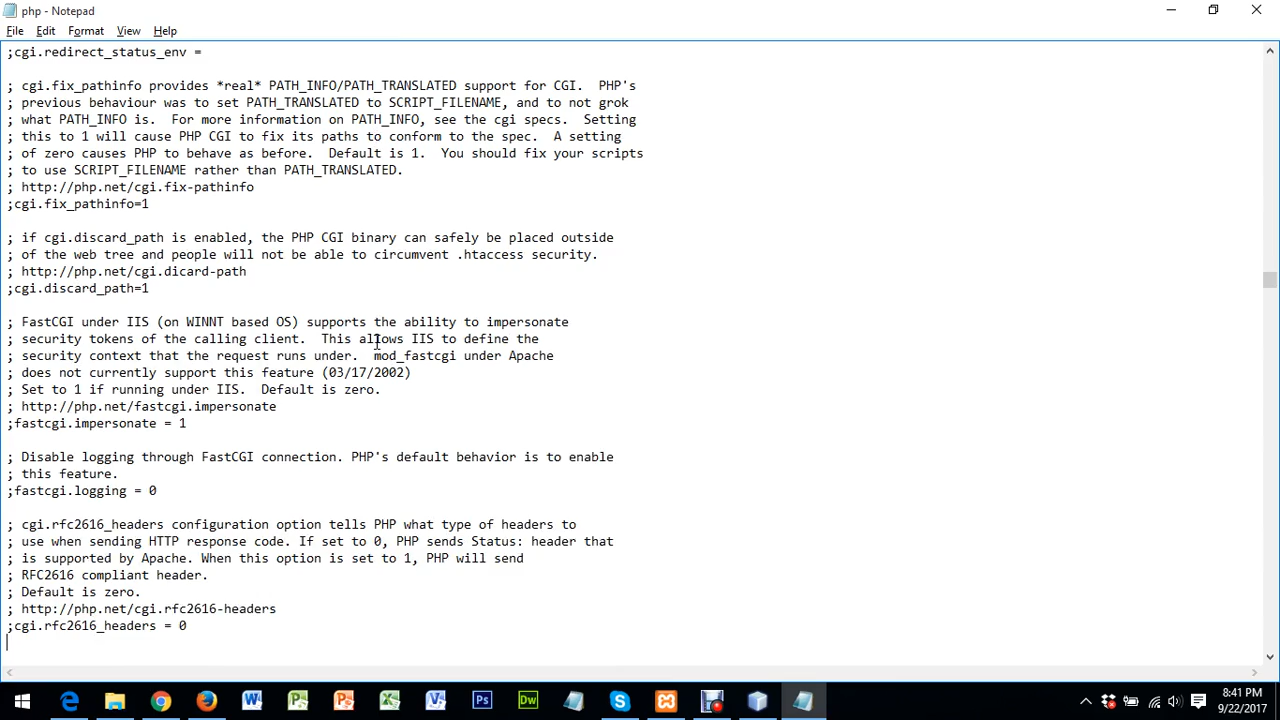 php - Notepad
File Edit Format View Help
;cgi.redirect_status_env =
; cgi.fix_pathinfo provides *real* PATH_INFO/PATH_TRANSLATED support for CGI.  PHP's
; previous behaviour was to set PATH_TRANSLATED to SCRIPT_FILENAME, and to not grok
; what PATH_INFO is.  For more information on PATH_INFO, see the cgi specs.  Setting
; this to 1 will cause PHP CGI to fix its paths to conform to the spec.  A setting
; of zero causes PHP to behave as before.  Default is 1.  You should fix your scripts
; to use SCRIPT_FILENAME rather than PATH_TRANSLATED.
; http://php.net/cgi.fix-pathinfo
;cgi.fix_pathinfo=1
; if cgi.discard_path is enabled, the PHP CGI binary can safely be placed outside
; of the web tree and people will not be able to circumvent .htaccess security.
; http://php.net/cgi.dicard-path
;cgi.discard_path=1
; FastCGI under IIS (on WINNT based OS) supports the ability to impersonate
; security tokens of the calling client.  This allows IIS to define the
; security context that the request runs under.  mod_fastcgi under Apache
; does not currently support this feature (03/17/2002)
; Set to 1 if running under IIS.  Default is zero.
; http://php.net/fastcgi.impersonate
;fastcgi.impersonate = 1
; Disable logging through FastCGI connection. PHP's default behavior is to enable
; this feature.
;fastcgi.logging = 0
; cgi.rfc2616_headers configuration option tells PHP what type of headers to
; use when sending HTTP response code. If set to 0, PHP sends Status: header that
; is supported by Apache. When this option is set to 1, PHP will send
; RFC2616 compliant header.
; Default is zero.
; http://php.net/cgi.rfc2616-headers
;cgi.rfc2616_headers = 0
Ps
Dw
8:41 PM
9/22/2017